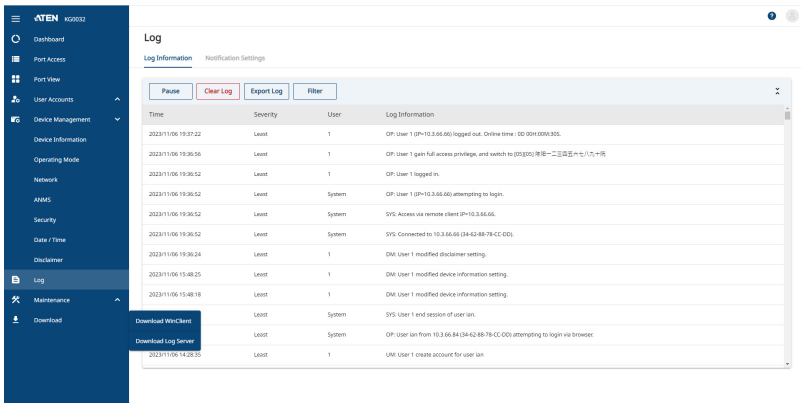 ATEN KG0032
?
Dashboard
Port Access
Port View
User Accounts
Device Management
Device Information
Operating Mode
Network
ANMS
Security
Date / Time
Disclaimer
Log
Maintenance
Download
Download WinClient
Download Log Server
Log
Log Information Notification Settings
Pause Clear Log Export Log Filter
Time Severity User Log Information
2023/11/06 19:37:22 Least 1 OP: User 1 (IP=10.3.66.66) logged out. Online time : 0D 00H:00M:30S.
2023/11/06 19:36:56 Least 1 OP: User 1 gain full access privilege, and switch to [05][05] 陳陽一二三四五六七八九十
2023/11/06 19:36:52 Least 1 OP: User 1 logged in.
2023/11/06 19:36:52 Least System OP: User 1 (IP=10.3.66.66) attempting to login.
2023/11/06 19:36:52 Least System SYS: Access via remote client IP=10.3.66.66.
2023/11/06 19:36:52 Least System SYS: Connected to 10.3.66.66 (34-62-88-78-CC-DD).
2023/11/06 19:36:24 Least 1 DM: User 1 modified disclaimer setting.
2023/11/06 15:48:25 Least 1 DM: User 1 modified device information setting.
2023/11/06 15:48:18 Least 1 DM: User 1 modified device information setting.
Least System SYS: User 1 end session of user ian.
Least System OP: User ian from 10.3.66.84 (34-62-88-78-CC-DD) attempting to login via browser.
2023/11/06 14:28:35 Least 1 UM: User 1 create account for user ian